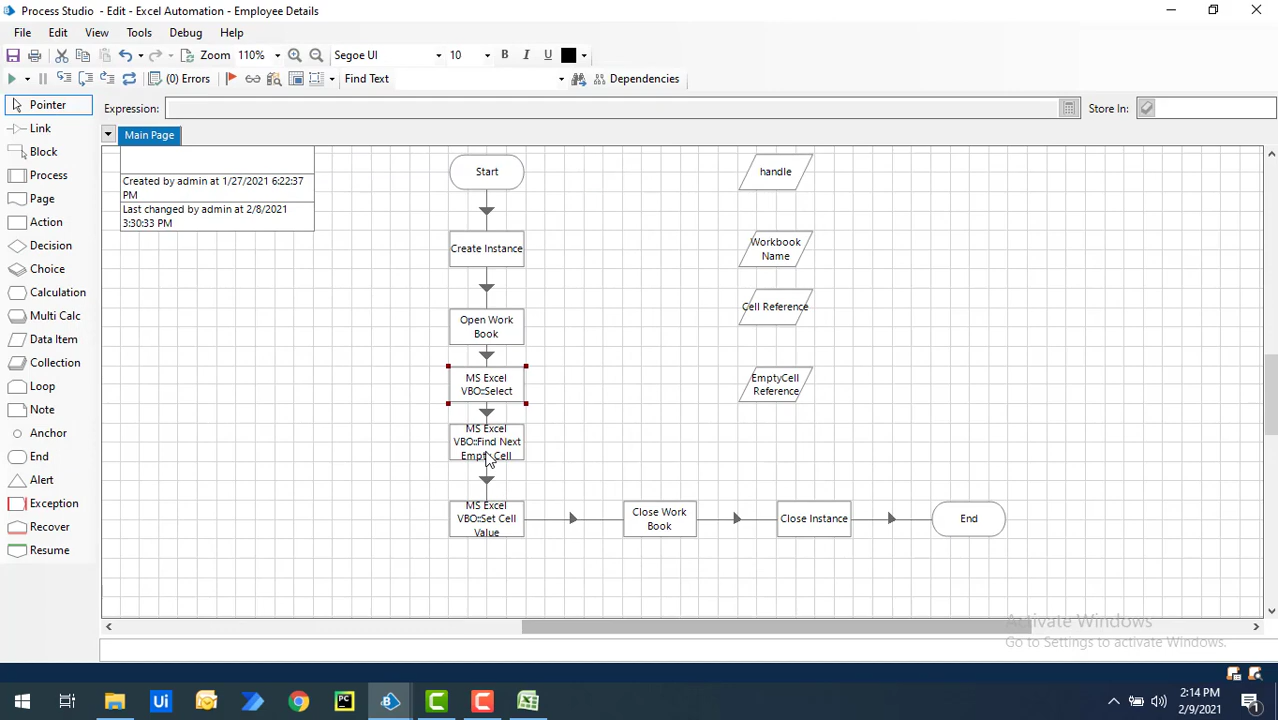 Process Studio - Edit - Excel Automation - Employee Details
File Edit View Tools Debug Help
Zoom 110% Segoe UI 10 B I U
(0) Errors Find Text Dependencies
Pointer
Expression: Store In:
Link
Main Page
Block
Process
Page
Action
Decision
Choice
Calculation
Multi Calc
Data Item
Collection
Loop
Note
Anchor
End
Alert
Exception
Recover
Resume
Created by admin at 1/27/2021 6:22:37
PM
Last changed by admin at 2/8/2021
3:30:33 PM
Start
Create Instance
Open Work
Book
MS Excel
VBO::Select
MS Excel
VBO::Find Next
Empty Cell
MS Excel
VBO::Set Cell
Value
Close Work
Book
Close Instance
End
handle
Workbook
Name
Cell Reference
EmptyCell
Reference
Activate Windows
Go to Settings to activate Windows.
Ui
PC
B
C
C
2:14 PM
2/9/2021
1